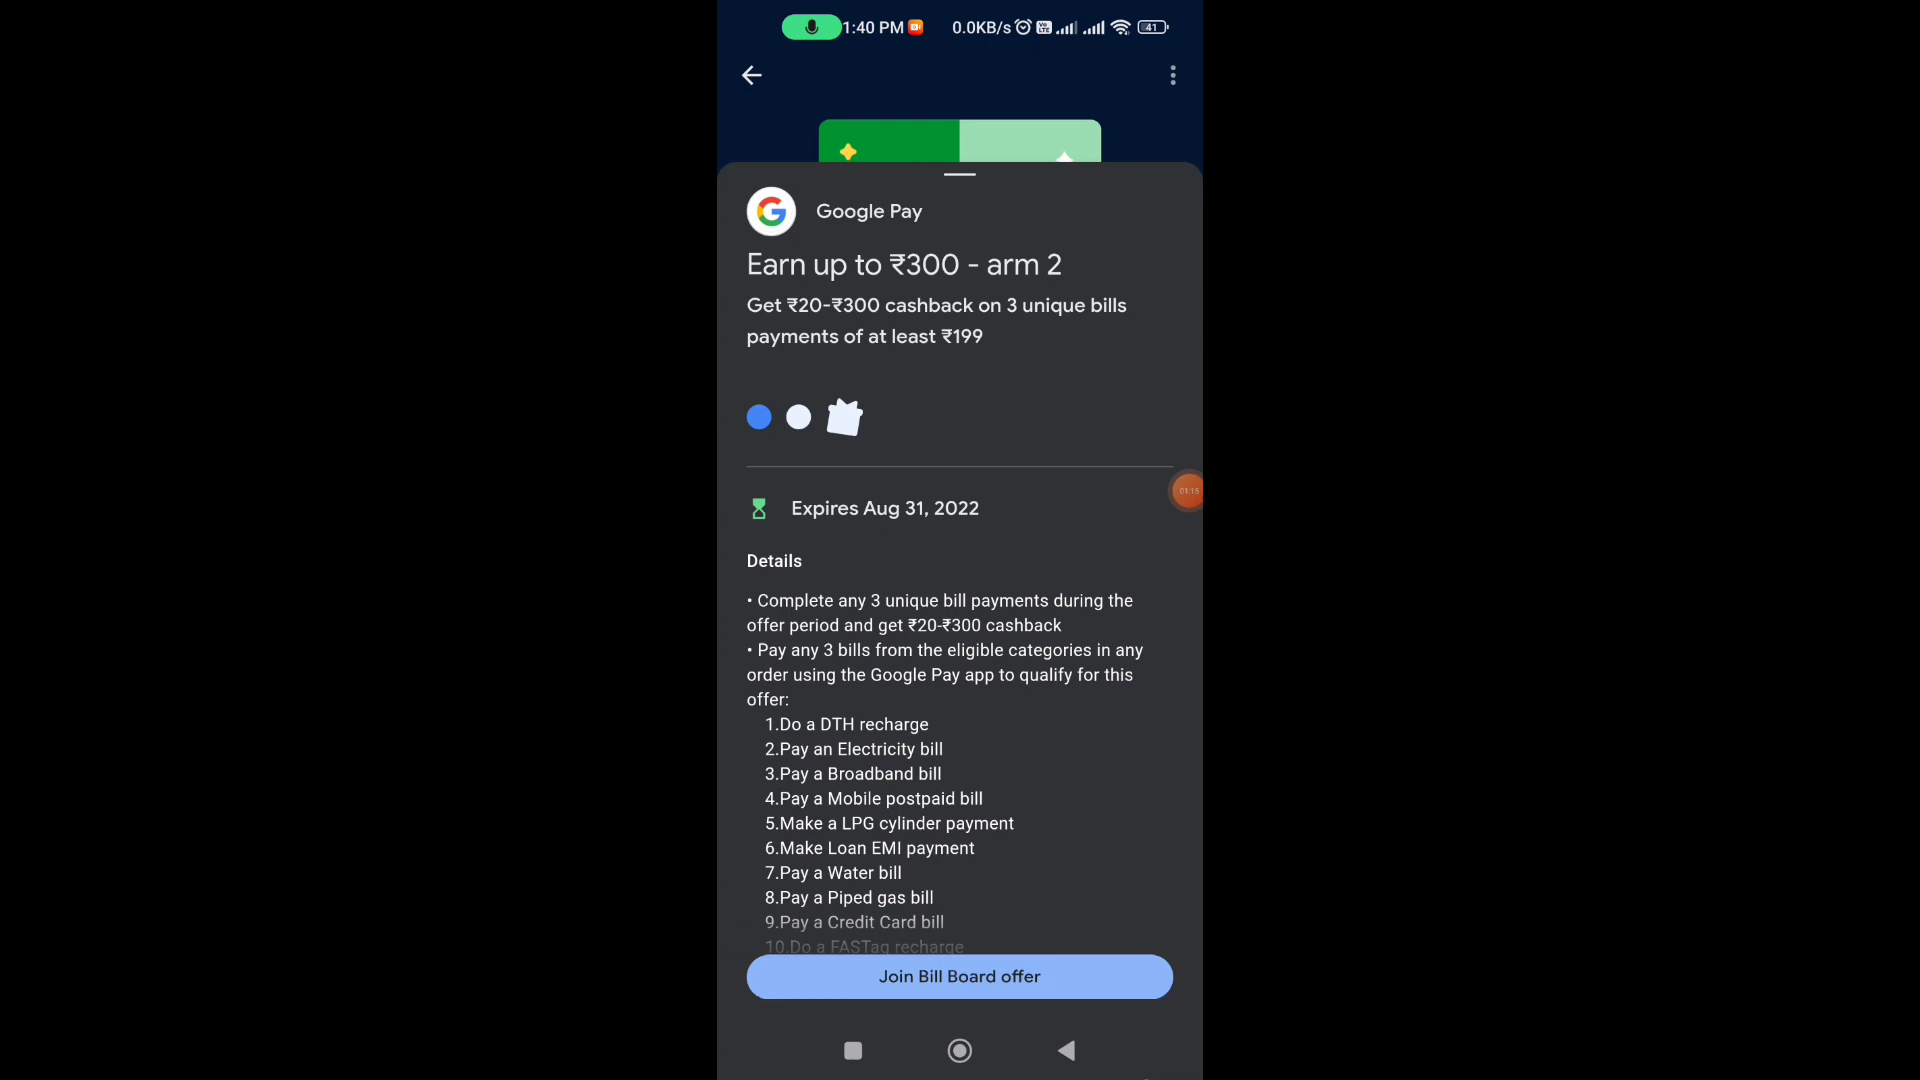 1:40 PM 0.0KB/s Vo LTE 41
Google Pay
Earn up to ₹300 - arm 2
Get ₹20-₹300 cashback on 3 unique bills
payments of at least ₹199
01:15
Expires Aug 31, 2022
Details
• Complete any 3 unique bill payments during the
offer period and get ₹20-₹300 cashback
• Pay any 3 bills from the eligible categories in any
order using the Google Pay app to qualify for this
offer:
1.Do a DTH recharge
2.Pay an Electricity bill
3.Pay a Broadband bill
4.Pay a Mobile postpaid bill
5.Make a LPG cylinder payment
6.Make Loan EMI payment
7.Pay a Water bill
8.Pay a Piped gas bill
9.Pay a Credit Card bill
10.Do a FASTag recharge
Join Bill Board offer